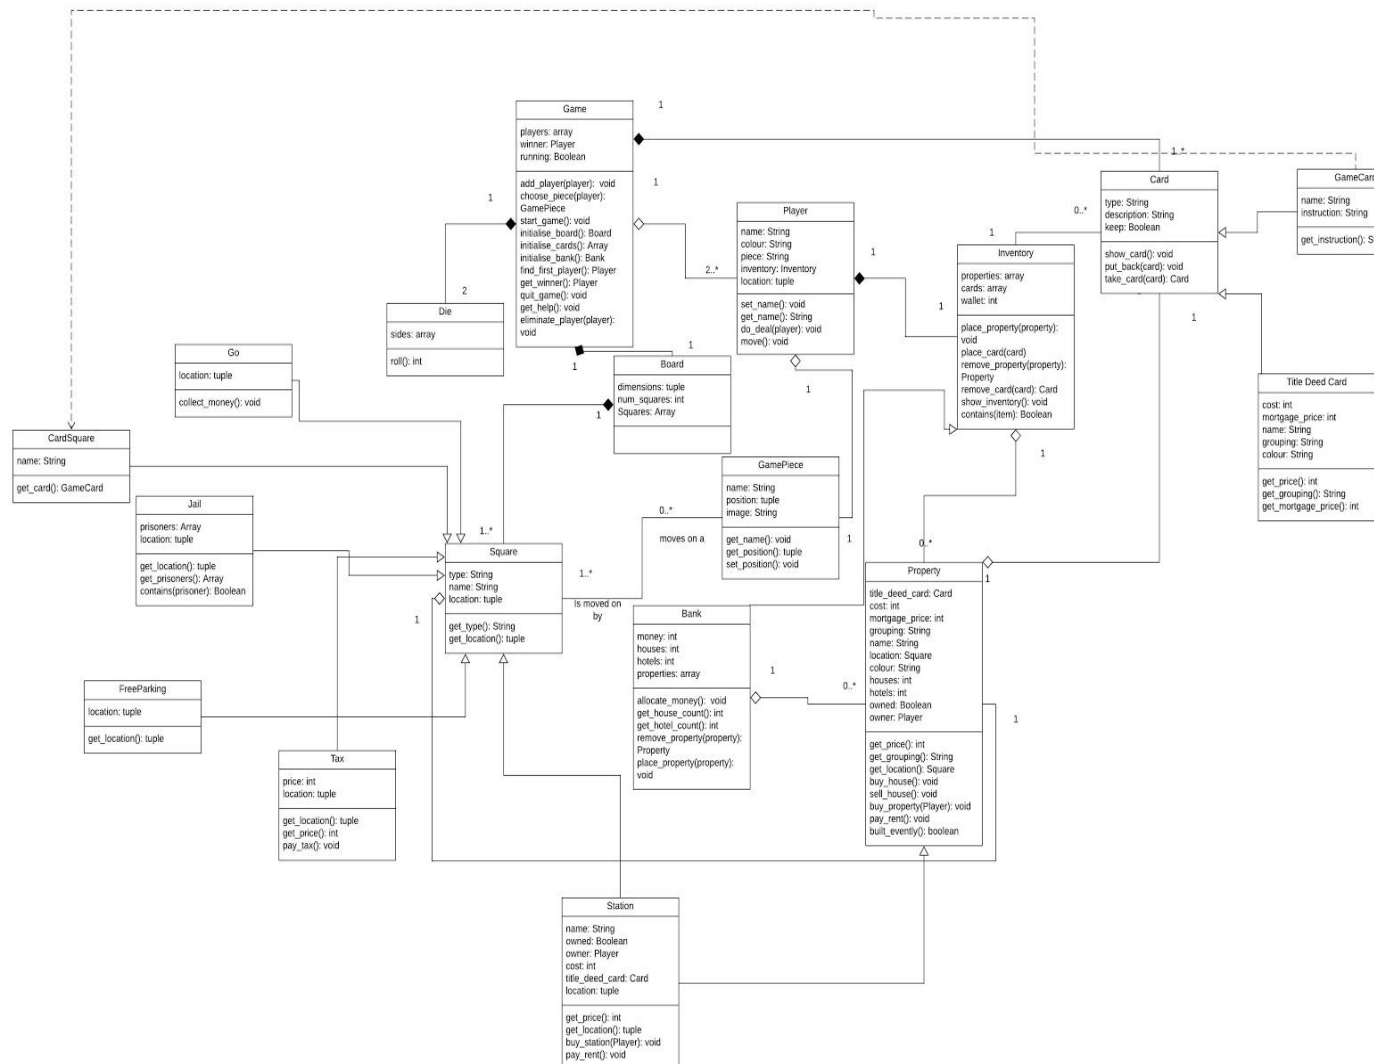 Game
players: array
winner: Player
running: Boolean
add_player(player):  void
choose_piece(player):
GamePiece
start_game(): void
initialise_board(): Board
initialise_cards(): Array
initialise_bank(): Bank
find_first_player(): Player
get_winner(): Player
quit_game(): void
get_help(): void
eliminate_player(player):
void
1
1
1
2
1
1
2..*
1..*
Die
sides: array
roll(): int
Player
name: String
colour: String
piece: String
inventory: Inventory
location: tuple
set_name(): void
get_name(): String
do_deal(player): void
move(): void
1
1
1
Inventory
properties: array
cards: array
wallet: int
place_property(property):
void
place_card(card)
remove_property(property):
Property
remove_card(card): Card
show_inventory(): void
contains(item): Boolean
1
0..*
1
0..*
Card
type: String
description: String
keep: Boolean
show_card(): void
put_back(card): void
take_card(card): Card
1
GameCard
name: String
instruction: String
get_instruction(): S
Title Deed Card
cost: int
mortgage_price: int
name: String
grouping: String
colour: String
get_price(): int
get_grouping(): String
get_mortgage_price(): int
Board
dimensions: tuple
num_squares: int
Squares: Array
1
1..*
Go
location: tuple
collect_money(): void
CardSquare
name: String
get_card(): GameCard
Jail
prisoners: Array
location: tuple
get_location(): tuple
get_prisoners(): Array
contains(prisoner): Boolean
GamePiece
name: String
position: tuple
image: String
get_name(): void
get_position(): tuple
set_position(): void
1
0..*
moves on a
1..*
Is moved on
by
Square
type: String
name: String
location: tuple
get_type(): String
get_location(): tuple
1
Bank
money: int
houses: int
hotels: int
properties: array
allocate_money():  void
get_house_count(): int
get_hotel_count(): int
remove_property(property):
Property
place_property(property):
void
1
0..*
Property
title_deed_card: Card
cost: int
mortgage_price: int
grouping: String
name: String
location: Square
colour: String
houses: int
hotels: int
owned: Boolean
owner: Player
get_price(): int
get_grouping(): String
get_location(): Square
buy_house(): void
sell_house(): void
buy_property(Player): void
pay_rent(): void
built_evently(): boolean
1
1
FreeParking
location: tuple
get_location(): tuple
Tax
price: int
location: tuple
get_location(): tuple
get_price(): int
pay_tax(): void
Station
name: String
owned: Boolean
owner: Player
cost: int
title_deed_card: Card
location: tuple
get_price(): int
get_location(): tuple
buy_station(Player): void
pay_rent(): void